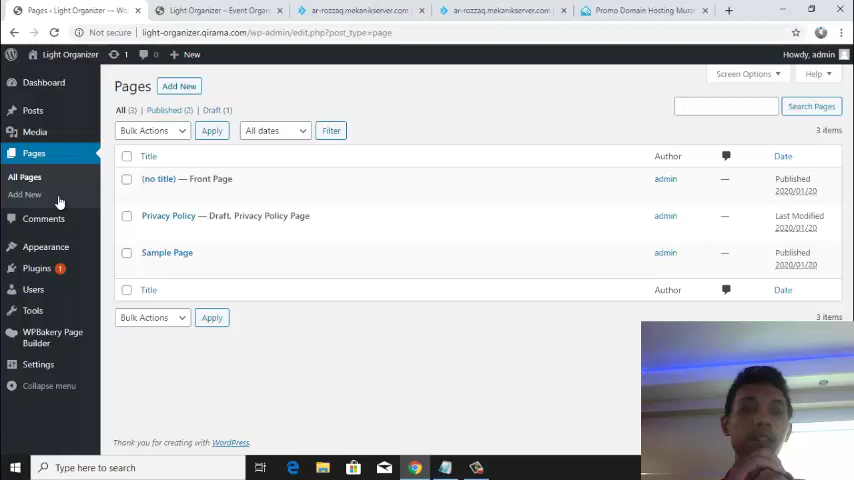 Pages ‹ Light Organizer — Wo
Light Organizer – Event Organ
ar-rozzaq.mekanikserver.com/wp-
ar-rozzaq.mekanikserver.com/wp-
Promo Domain Hosting Mura
Not secure
light-organizer.qirama.com/wp-admin/edit.php?post_type=page
Light Organizer
1
0
New
Howdy, admin
Dashboard
Posts
Media
Pages
All Pages
Add New
Comments
Appearance
Plugins 1
Users
Tools
WPBakery Page
Builder
Settings
Collapse menu
Pages
Add New
Screen Options
Help
All (3) | Published (2) | Draft (1)
Search Pages
Bulk Actions
Apply
All dates
Filter
3 items
Title
Author
Date
(no title) — Front Page
admin
—
Published
2020/01/20
Privacy Policy — Draft, Privacy Policy Page
admin
—
Last Modified
2020/01/20
Sample Page
admin
—
Published
2020/01/20
Title
Author
Date
Bulk Actions
Apply
3 items
Thank you for creating with WordPress.
Type here to search